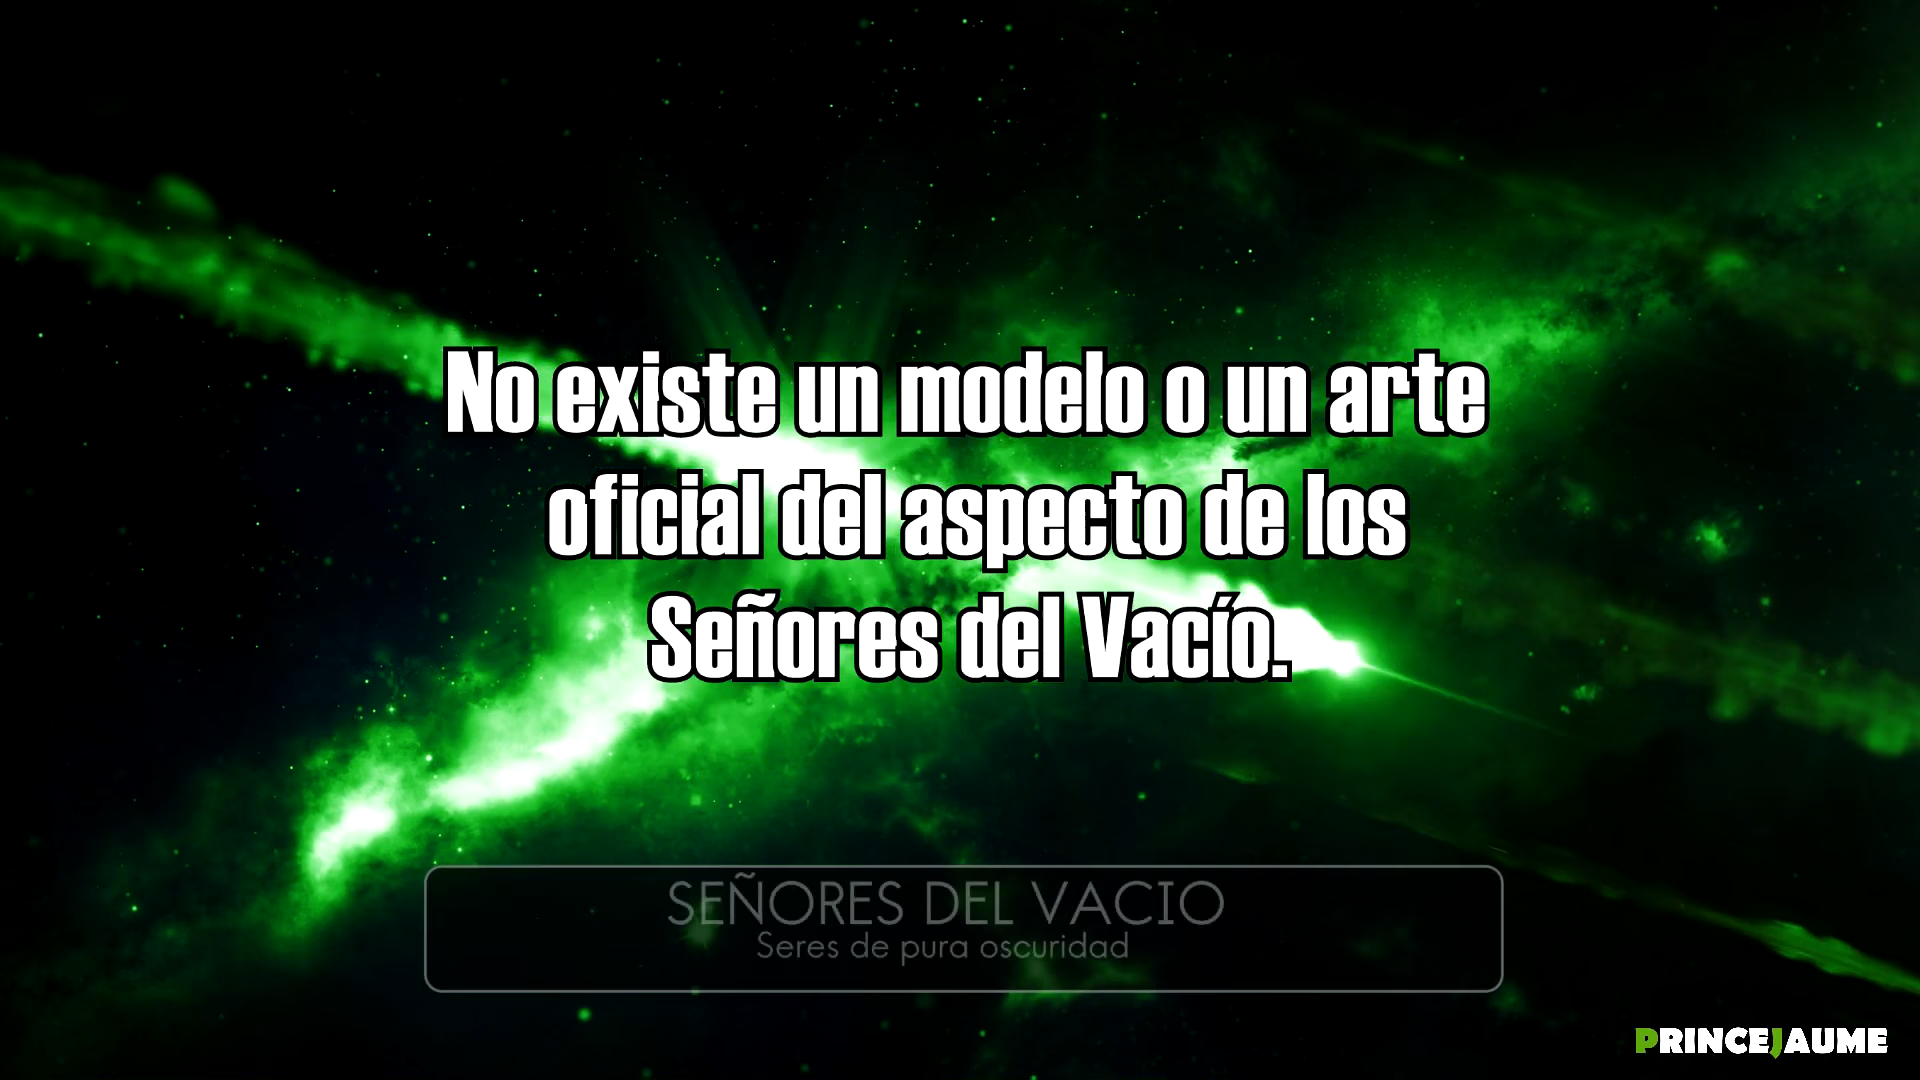 No existe un modelo o un arte
oficial del aspecto de los
Señores del Vacío.
SEÑORES DEL VACIO
Seres de pura oscuridad
PRINCEJAUME